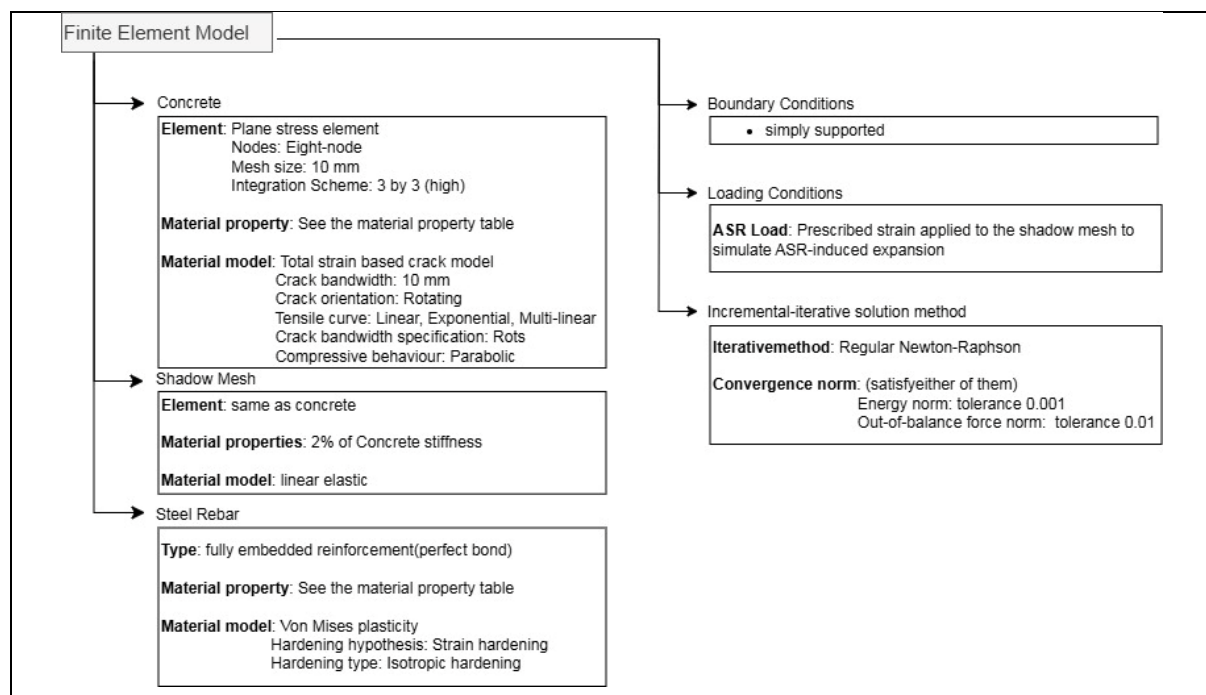 Finite Element Model
Concrete
Element: Plane stress element
Nodes: Eight-node
Mesh size: 10 mm
Integration Scheme: 3 by 3 (high)
Material property: See the material property table
Material model: Total strain based crack model
Crack bandwidth: 10 mm
Crack orientation: Rotating
Tensile curve: Linear, Exponential, Multi-linear
Crack bandwidth specification: Rots
Compressive behaviour: Parabolic
Shadow Mesh
Element: same as concrete
Material properties: 2% of Concrete stiffness
Material model: linear elastic
Steel Rebar
Type: fully embedded reinforcement(perfect bond)
Material property: See the material property table
Material model: Von Mises plasticity
Hardening hypothesis: Strain hardening
Hardening type: Isotropic hardening
Boundary Conditions
• simply supported
Loading Conditions
ASR Load: Prescribed strain applied to the shadow mesh to
simulate ASR-induced expansion
Incremental-iterative solution method
Iterativemethod: Regular Newton-Raphson
Convergence norm: (satisfyeither of them)
Energy norm: tolerance 0.001
Out-of-balance force norm: tolerance 0.01